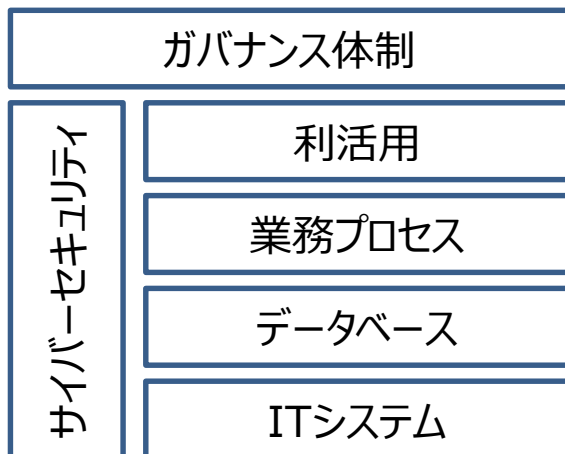 ガバナンス体制
サイバーセキュリティ
利活用
業務プロセス
データベース
ITシステム